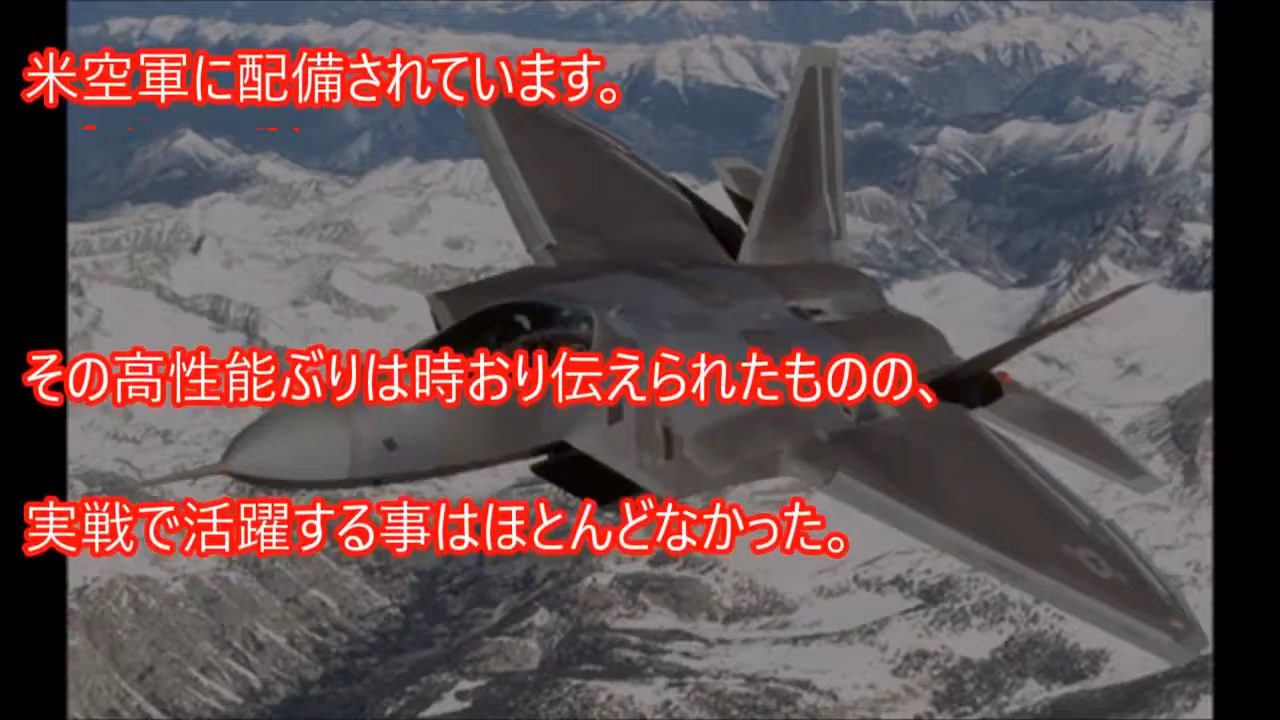 米空軍に配備されています。
その高性能ぶりは時おり伝えられたものの、
実戦で活躍する事はほとんどなかった。